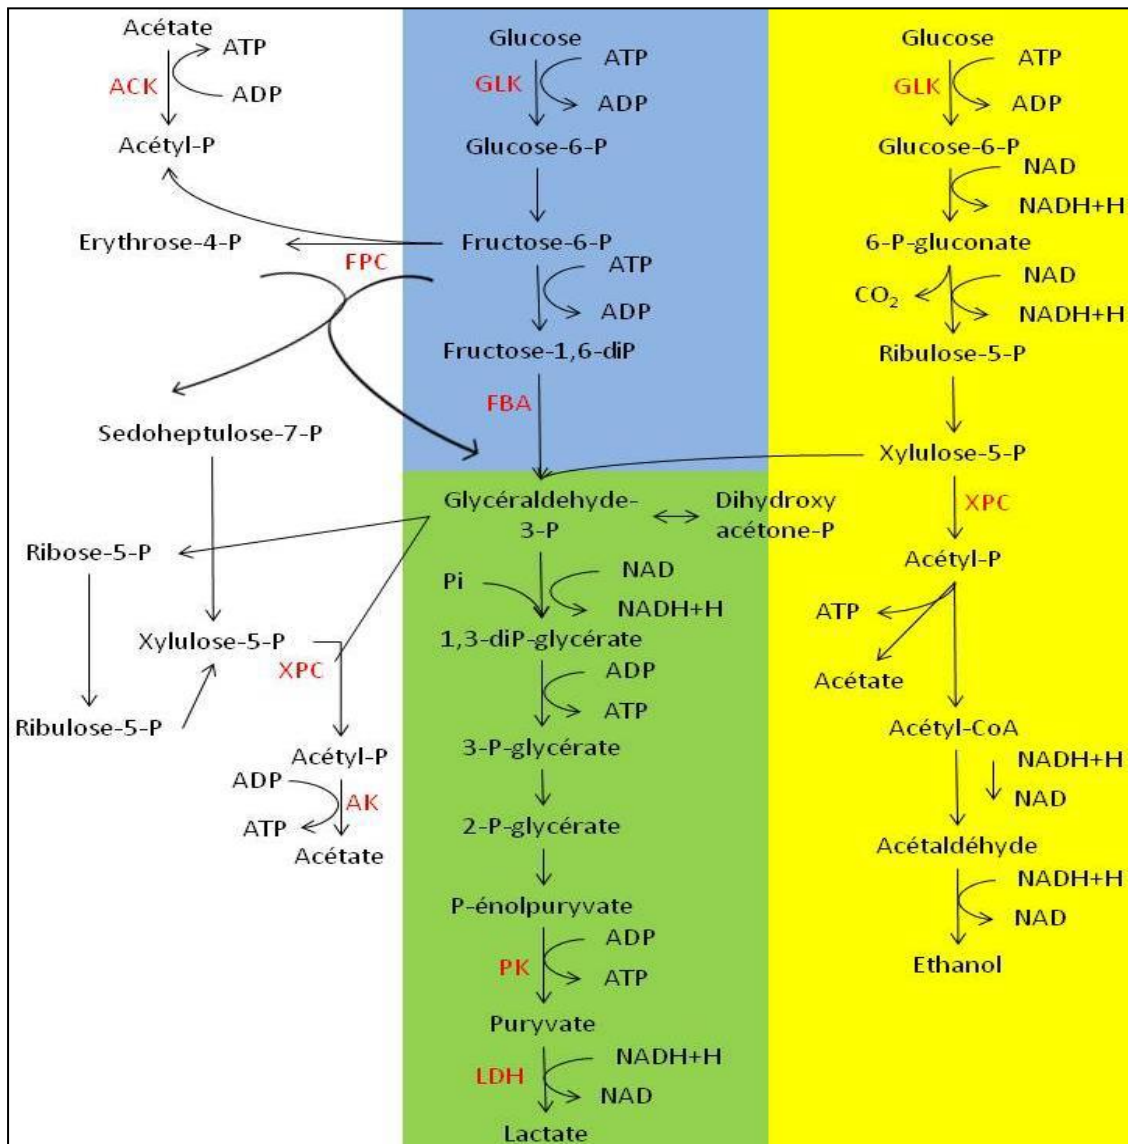 Acétate
ATP
ACK
ADP
Acétyl-P
Erythrose-4-P
FPC
Sedoheptulose-7-P
Ribose-5-P
Xylulose-5-P
XPC
Ribulose-5-P
Acétyl-P
ADP
AK
ATP
Acétate
Glucose
ATP
GLK
ADP
Glucose-6-P
Fructose-6-P
ATP
ADP
Fructose-1,6-diP
FBA
Glycéraldehyde-
3-P
Dihydroxy
acétone-P
Pi
NAD
NADH+H
1,3-diP-glycérate
ADP
ATP
3-P-glycérate
2-P-glycérate
P-énolpuryvate
ADP
PK
ATP
Puryvate
NADH+H
LDH
NAD
Lactate
Glucose
ATP
GLK
ADP
Glucose-6-P
NAD
NADH+H
6-P-gluconate
NAD
CO₂
NADH+H
Ribulose-5-P
Xylulose-5-P
XPC
Acétyl-P
ATP
Acétate
Acétyl-CoA
NADH+H
NAD
Acétaldéhyde
NADH+H
NAD
Ethanol